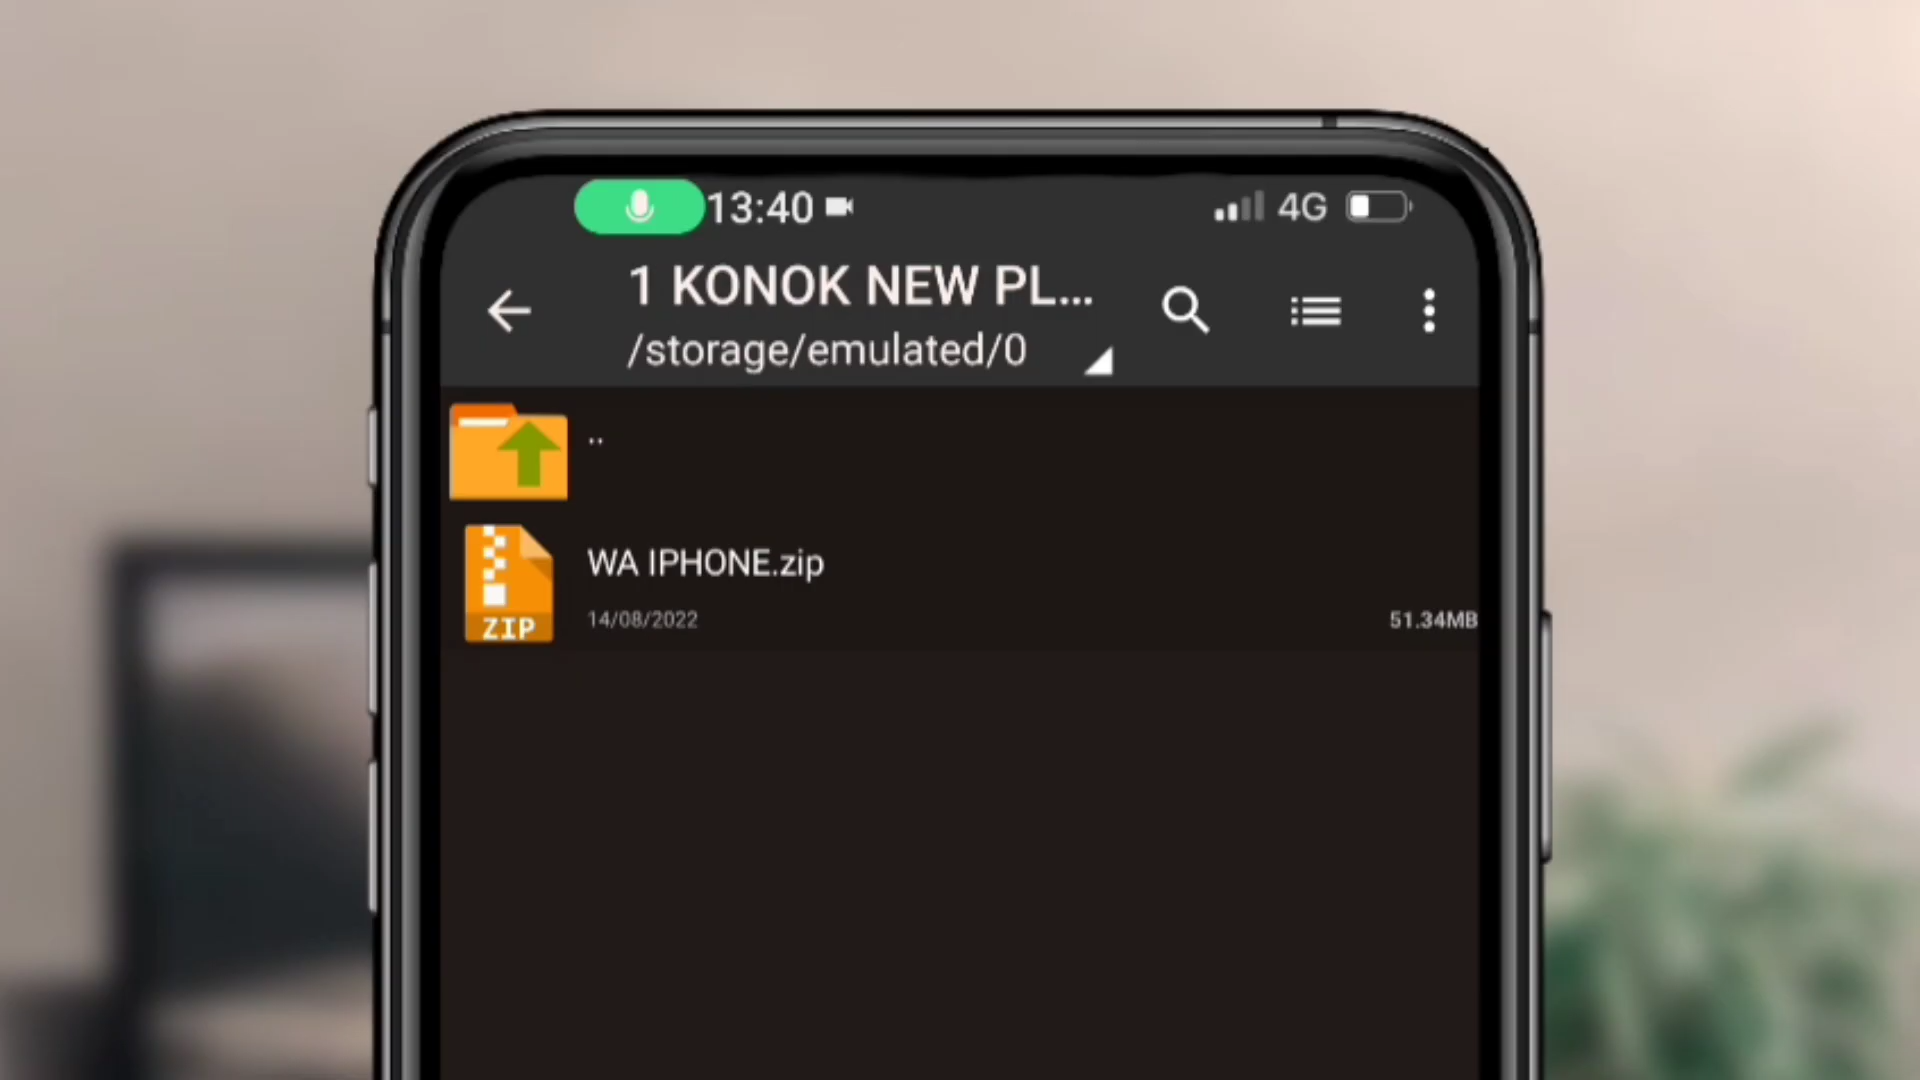 13:40
4G
1 KONOK NEW PL...
/storage/emulated/0
..
WA IPHONE.zip
ZIP
14/08/2022
51.34MB